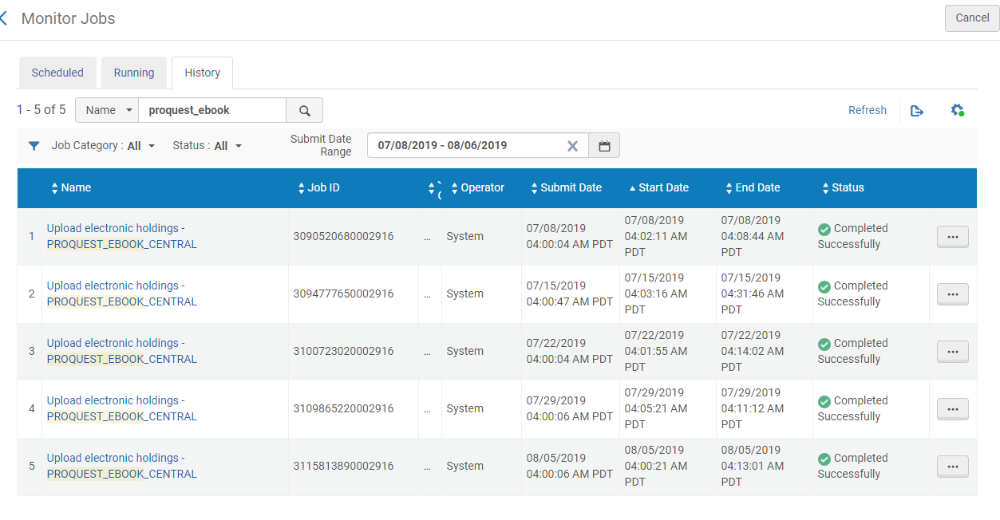 Monitor Jobs
Cancel
Scheduled Running History
1 - 5 of 5 Name proquest_ebook Refresh
Job Category : All Status : All Submit Date Range 07/08/2019 - 08/06/2019
Name Job ID Operator Submit Date Start Date End Date Status
1 Upload electronic holdings - PROQUEST_EBOOK_CENTRAL 3090520680002916 ... System 07/08/2019 04:00:04 AM PDT 07/08/2019 04:02:11 AM PDT 07/08/2019 04:08:44 AM PDT Completed Successfully ...
2 Upload electronic holdings - PROQUEST_EBOOK_CENTRAL 3094777650002916 ... System 07/15/2019 04:00:47 AM PDT 07/15/2019 04:03:16 AM PDT 07/15/2019 04:31:46 AM PDT Completed Successfully ...
3 Upload electronic holdings - PROQUEST_EBOOK_CENTRAL 3100723020002916 ... System 07/22/2019 04:00:04 AM PDT 07/22/2019 04:01:55 AM PDT 07/22/2019 04:14:02 AM PDT Completed Successfully ...
4 Upload electronic holdings - PROQUEST_EBOOK_CENTRAL 3109865220002916 ... System 07/29/2019 04:00:06 AM PDT 07/29/2019 04:05:21 AM PDT 07/29/2019 04:11:12 AM PDT Completed Successfully ...
5 Upload electronic holdings - PROQUEST_EBOOK_CENTRAL 3115813890002916 ... System 08/05/2019 04:00:06 AM PDT 08/05/2019 04:00:21 AM PDT 08/05/2019 04:13:01 AM PDT Completed Successfully ...